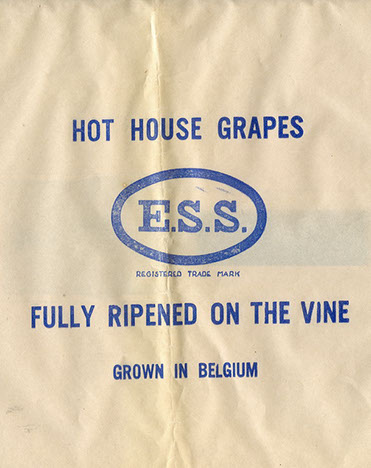 HOT HOUSE GRAPES
E.S.S.
REGISTERED TRADE MARK
FULLY RIPENED ON THE VINE
GROWN IN BELGIUM